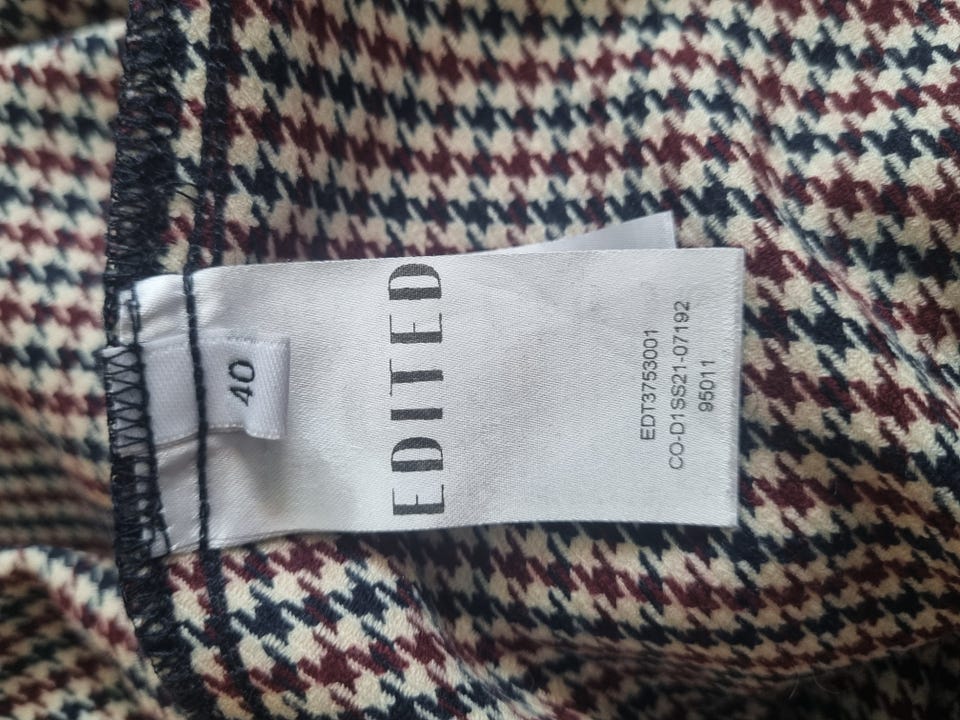 40
EDITED
EDT3753001
CO-D1SS21-07192
95011